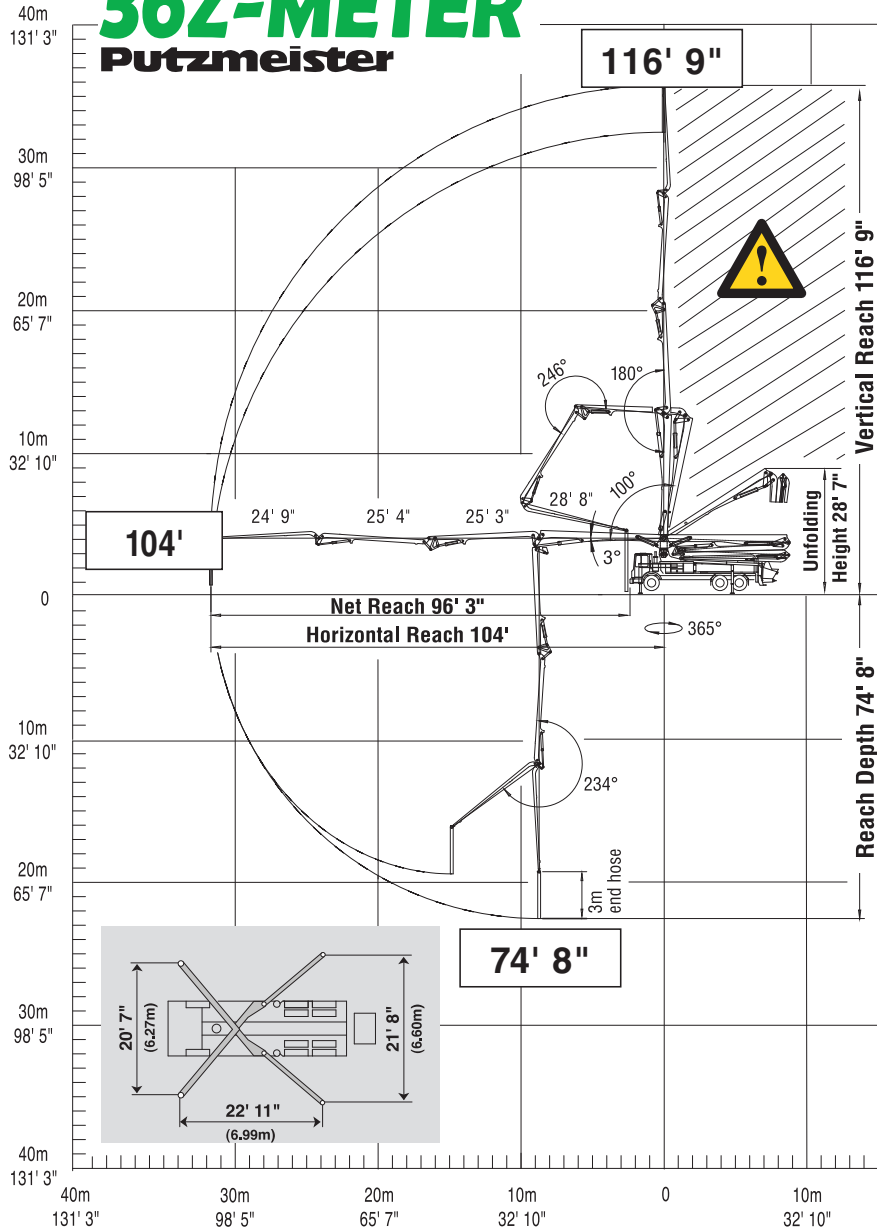 36Z-METER
Putzmeister
40m
131' 3"
30m
98' 5"
20m
65' 7"
10m
32' 10"
0
10m
32' 10"
20m
65' 7"
30m
98' 5"
40m
131' 3"
116' 9"
Vertical Reach 116' 9"
246°
180°
100°
28' 8"
3°
24' 9"
25' 4"
25' 3"
104'
Unfolding
Height 28' 7"
Net Reach 96' 3"
Horizontal Reach 104'
365°
Reach Depth 74' 8"
234°
3m
end hose
74' 8"
20' 7"
(6.27m)
21' 8"
(6.60m)
22' 11"
(6.99m)
40m
131' 3"
30m
98' 5"
20m
65' 7"
10m
32' 10"
0
10m
32' 10"